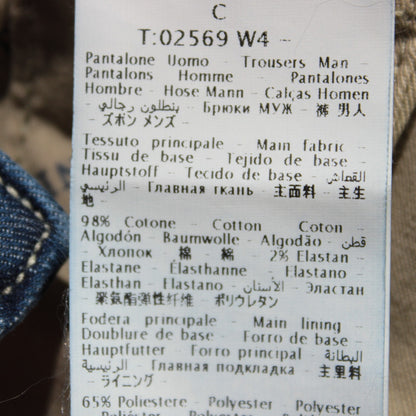 C
T:02569 W4 -
Pantalone Uomo - Trousers Man -
Pantalons Homme - Pantalones
Hombre - Hose Mann - Calças Homen
- بنطلون رجالي - Брюки МУЖ - 裤 男人
- ズボン メンズ -
Tessuto principale - Main fabric -
Tissu de base - Tejido de base -
Hauptstoff - Tecido de base - القماش
الرئيسي - Главная ткань - 主面料 - 主生
地 -
98% Cotone - Cotton - Coton -
Algodón - Baumwolle - Algodão - قطن
- Хлопок - 棉 - 綿 - 2% Elastan -
Elastane - Élasthanne - Elastano -
Elasthan - Elastano - الأستان - Эластан
- 聚氨酯弹性纤维 - ポリウレタン
Fodera principale - Main lining -
Doublure de base - Forro de base -
Hauptfutter - Forro principal - البطانة
الرئيسية - Главная подкладка - 主里料
- ライニング -
65% Poliestere - Polyester - Polyester